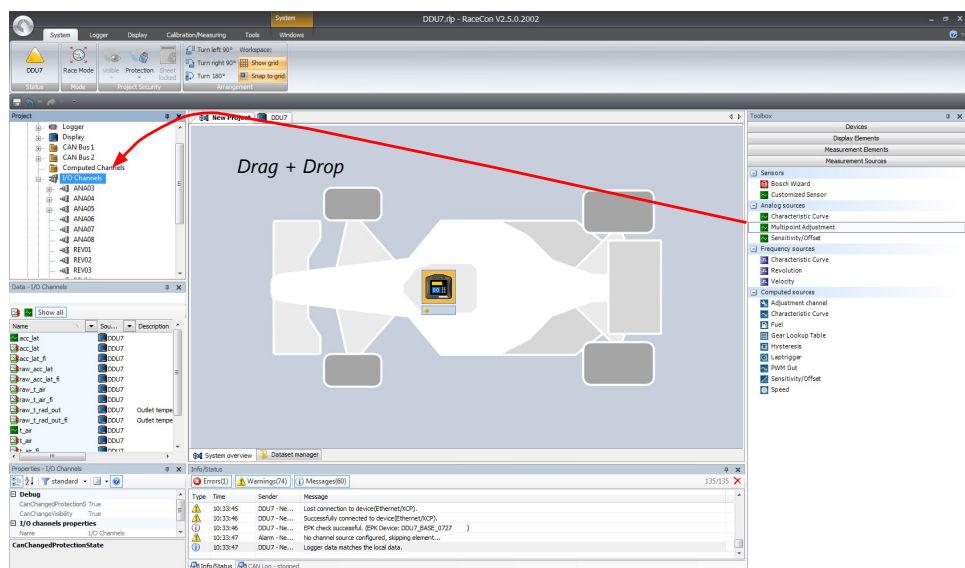 System
DDU7.rlp - RaceCon V2.5.0.2002
System Logger Display Calibration/Measuring Tools Windows
DDU7
Status
Race Mode
Mode
visible Protection Sheet locked
Project Security
Turn left 90° Workspace:
Turn right 90° Show grid
Turn 180° Snap to grid
Arrangement
Project
Logger
Display
CAN Bus 1
CAN Bus 2
Computed Channels
I/O Channels
ANA03
ANA04
ANA05
ANA06
ANA07
ANA08
REV01
REV02
REV03
Data - I/O Channels
Show all
Name Sou... Description
acc_lat DDU7
acc_lat DDU7
acc_lat_fi DDU7
raw_acc_lat DDU7
raw_acc_lat_fi DDU7
raw_t_air DDU7
raw_t_air_fi DDU7
raw_t_rad_out DDU7 Outlet tempe
raw_t_rad_out_fi DDU7 Outlet tempe
t_air DDU7
t_air DDU7
t_air_fi DDU7
Properties - I/O Channels
standard
Debug
CanChangedProtectionS True
CanChangeVisibility True
I/O channels properties
Name I/O Channels
CanChangedProtectionState
New Project DDU7
Drag + Drop
System overview Dataset manager
Info/Status
Errors(1) Warnings(74) Messages(60) 135/135
Type Time Sender Message
10:33:45 DDU7 - Ne... Lost connection to device(Ethernet/XCP).
10:33:46 DDU7 - Ne... Successfully connected to device(Ethernet/XCP).
10:33:46 DDU7 - Ne... EPK check successful. (EPK Device: DDU7_BASE_0727 )
10:33:47 Alarm - Ne... No channel source configured, skipping element...
10:33:47 DDU7 - Ne... Logger data matches the local data.
Info/Status CAN Log - stopped
Toolbox
Devices
Display Elements
Measurement Elements
Measurement Sources
Sensors
Bosch Wizard
Customized Sensor
Analog sources
Characteristic Curve
Multipoint Adjustment
Sensitivity/Offset
Frequency sources
Characteristic Curve
Revolution
Velocity
Computed sources
Adjustment channel
Characteristic Curve
Fuel
Gear Lookup Table
Hysteresis
Laptrigger
PWM Out
Sensitivity/Offset
Speed